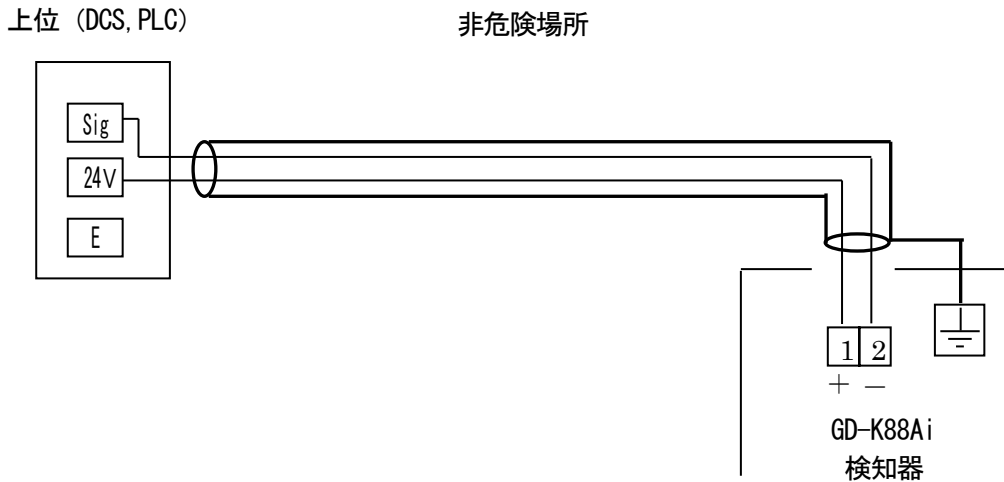 上位（DCS,PLC）
非危険場所
Sig
24V
E
1 2
＋ －
GD-K88Ai
検知器